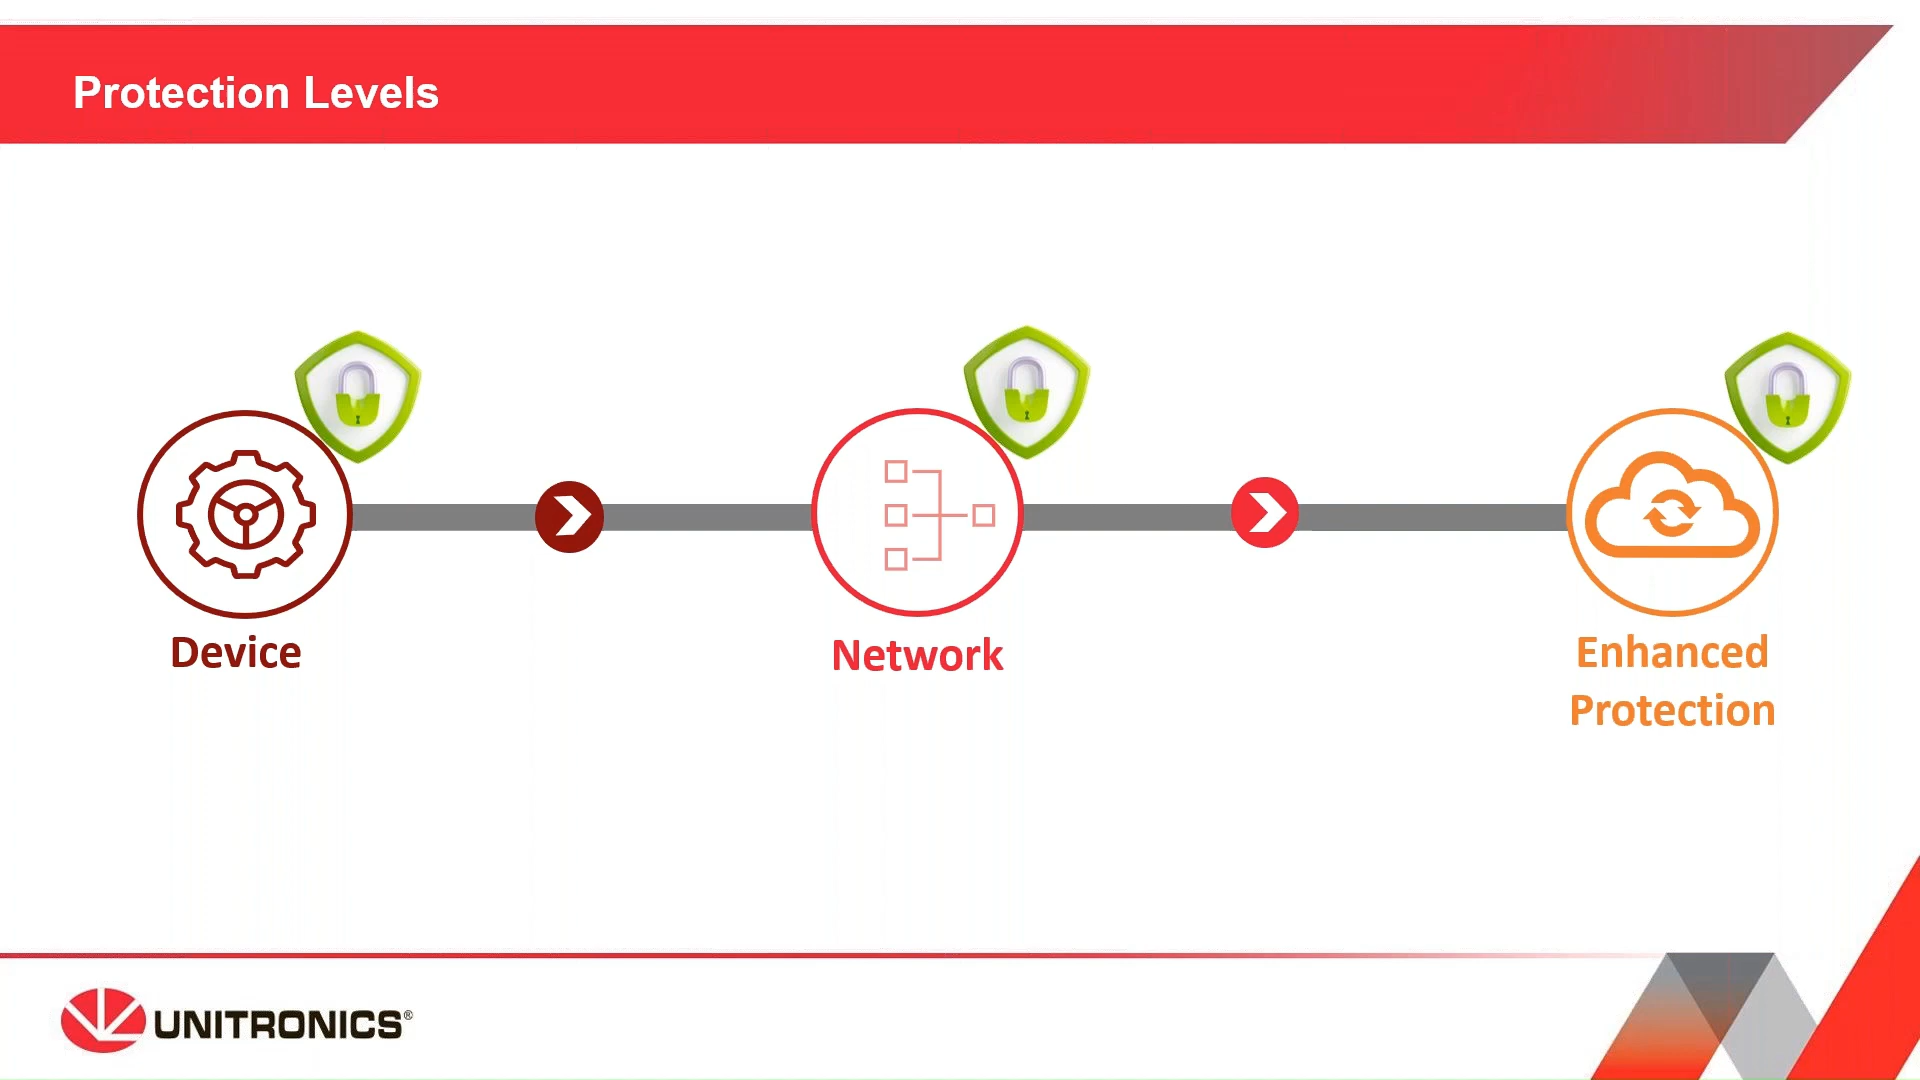 Protection Levels
Device
Network
Enhanced
Protection
UNITRONICS®